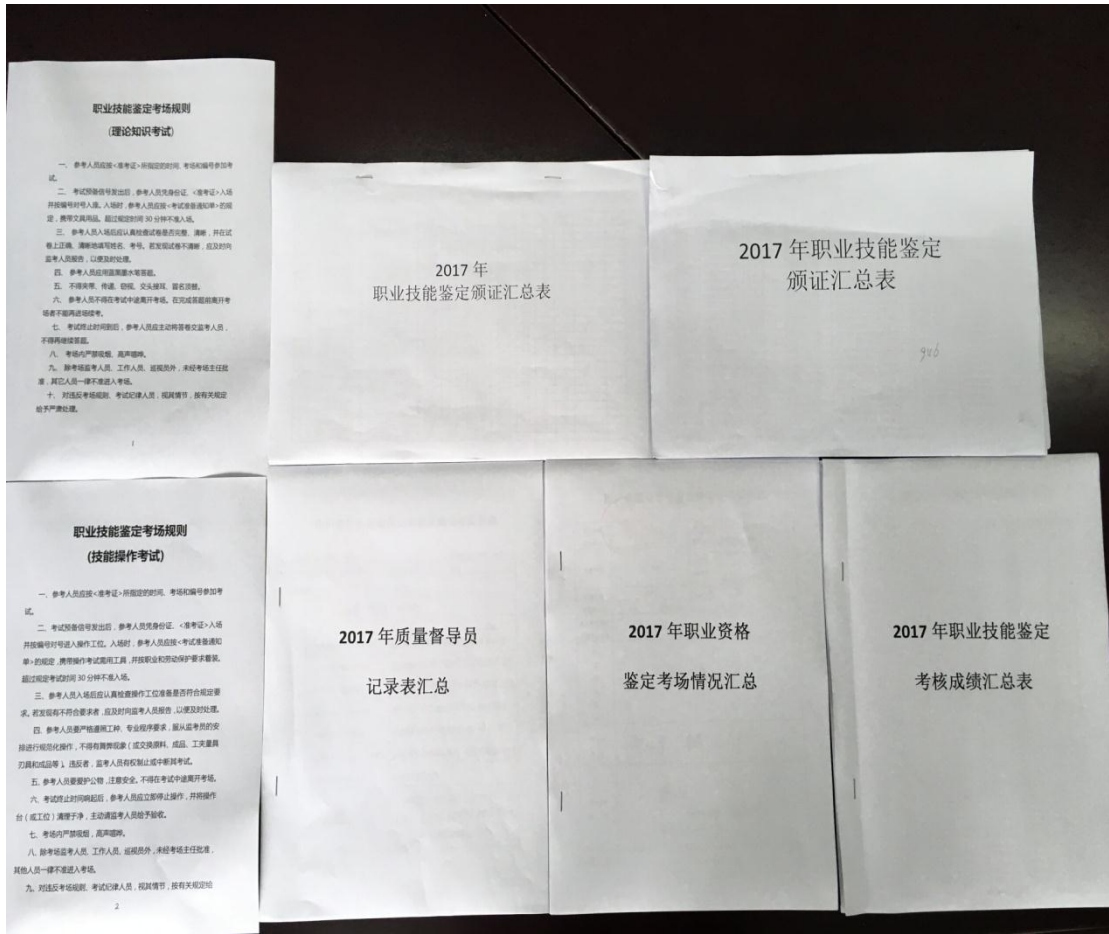 职业技能鉴定考场规则
(理论知识考试)
一、 参考人员应按<准考证>所指定的时间、考场和编号参加考
试。
二、 考试预备信号发出后，参考人员凭身份证、<准考证>入场
并按编号对号入座。入场时，参考人员应按<考试准备通知单>的规
定，携带文具用品。超过规定时间 30 分钟不准入场。
三、 参考人员入场后应认真检查试卷是否完整、清晰，并在试
卷上正确、清晰地填写姓名、考号。若发现试卷不清晰，应及时向
监考人员报告，以便及时处理。
四、 参考人员应用蓝黑墨水笔答题。
五、 不得夹带、传递、窃视、交头接耳、冒名顶替。
六、 参考人员不得在考试中途离开考场。在完成答题前离开考
场者不能再进场续考。
七、 考试终止时间到后，参考人员应主动将答卷交监考人员，
不得再继续答题。
八、 考场内严禁吸烟、高声喧哗。
九、 除考场监考人员、工作人员、巡视员外，未经考场主任批
准，其它人员一律不准进入考场。
十、 对违反考场规则、考试纪律人员，视其情节，按有关规定
给予严肃处理。
1
2017 年
职业技能鉴定颁证汇总表
2017 年职业技能鉴定
颁证汇总表
职业技能鉴定考场规则
(技能操作考试)
一、参考人员应按<准考证>所指定的时间、考场和编号参加考
试。
二、考试预备信号发出后，参考人员凭身份证、<准考证>入场
并按编号对号进入操作工位。入场时，参考人员应按<考试准备通知
单>的规定，携带操作考试需用工具，并按职业和劳动保护要求着装。
超过规定考试时间 30 分钟不准入场。
三、参考人员入场后应认真检查操作工位准备是否符合规定要
求。若发现有不符合要求者，应及时向监考人员报告，以便及时处理。
四、参考人员要严格遵照工种、专业程序要求，服从监考员的安
排进行规范化操作，不得有舞弊现象（或交换原料、成品、工夹量具
刃具和成品等）。违反者，监考人员有权制止或中断其考试。
五、参考人员要爱护公物，注意安全。不得在考试中途离开考场。
六、考试终止时间响起后，参考人员应立即停止操作，并将操作
台（或工位）清理干净，主动请监考人员给予验收。
七、考场内严禁吸烟，高声喧哗。
八、除考场监考人员、工作人员、巡视员外，未经考场主任批准，
其他人员一律不准进入考场。
九、对违反考场规则、考试纪律人员，视其情节，按有关规定给
2
2017 年质量督导员
记录表汇总
2017 年职业资格
鉴定考场情况汇总
2017 年职业技能鉴定
考核成绩汇总表